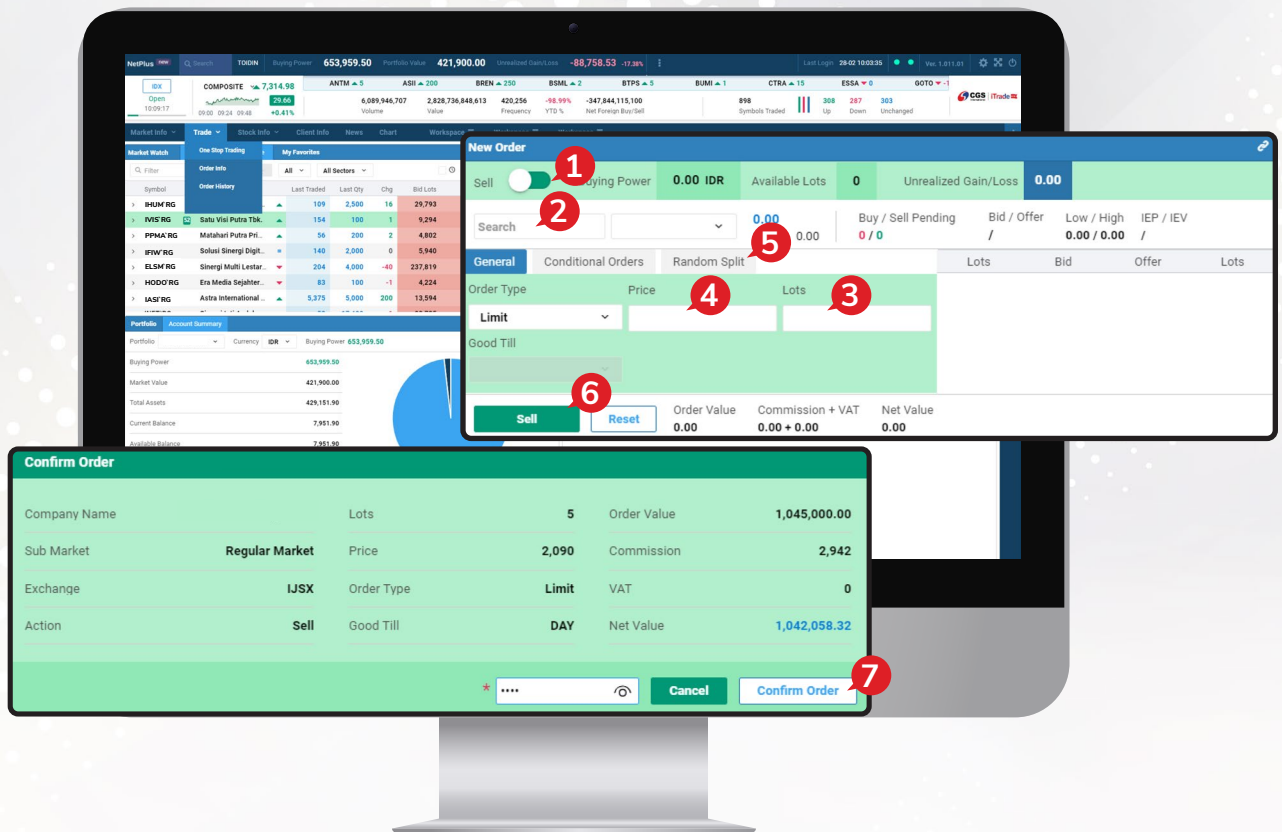 NetPlus new Search TOIDIN Buying Power 653,959.50 Portfolio Value 421,900.00 Unrealized Gain/Loss -88,758.53 -17.38% Last Login 28-02 10:03:35 Ver. 1.011.01
IDX COMPOSITE 7,314.98 ANTM 5 ASII 200 BREN 250 BSML 2 BTPS 5 BUMI 1 CTRA 15 ESSA 0 GOTO
Open 29.66 6,089,946,707 2,828,736,848,613 420,256 -98.99% -347,844,115,100 898 308 287 303 CGS iTrade
10:09:17 09:00 09:24 09:48 +0.41% Volume Value Frequency YTD % Net Foreign Buy/Sell Symbols Traded Up Down Unchanged
Market Info Trade Stock Info Client Info News Chart Workspace
Market Watch One Stop Trading My Favorites
Filter Order Info All All Sectors
Order History
Symbol Last Traded Last Qty Chg Bid Lots
IHUM'RG 109 2,500 16 29,793
IVIS'RG Satu Visi Putra Tbk. 154 100 1 9,294
PPMA'RG Matahari Putra Pri.. 56 200 2 4,802
IFIW'RG Solusi Sinergi Digit.. 140 2,000 0 5,940
ELSM'RG Sinergi Multi Lestar.. 204 4,000 -40 237,819
HODO'RG Era Media Sejahter.. 83 100 -1 4,224
IASI'RG Astra International .. 5,375 5,000 200 13,594
Portfolio Account Summary
Portfolio Currency IDR Buying Power 653,959.50
Buying Power 653,959.50
Market Value 421,900.00
Total Assets 429,151.90
Current Balance 7,951.90
Available Balance 7,951.90
New Order
1
Sell Buying Power 0.00 IDR Available Lots 0 Unrealized Gain/Loss 0.00
2
Search 0.00 Buy / Sell Pending Bid / Offer Low / High IEP / IEV
0.00 0 / 0 / 0.00 / 0.00 /
5
General Conditional Orders Random Split Lots Bid Offer Lots
Order Type Price 4 Lots 3
Limit
Good Till
6
Sell Reset Order Value Commission + VAT Net Value
0.00 0.00 + 0.00 0.00
Confirm Order
Company Name Lots 5 Order Value 1,045,000.00
Sub Market Regular Market Price 2,090 Commission 2,942
Exchange IJSX Order Type Limit VAT 0
Action Sell Good Till DAY Net Value 1,042,058.32
* •••• Cancel Confirm Order 7